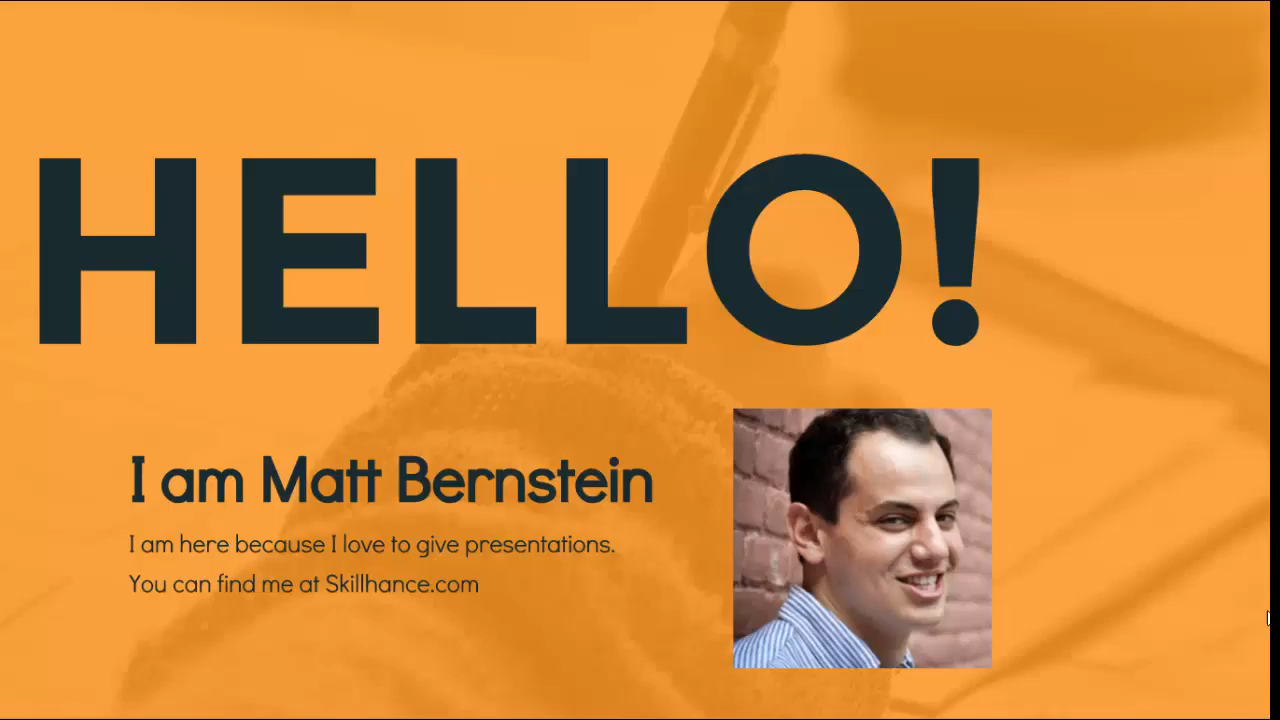 HELLO!
I am Matt Bernstein
I am here because I love to give presentations.
You can find me at Skillhance.com